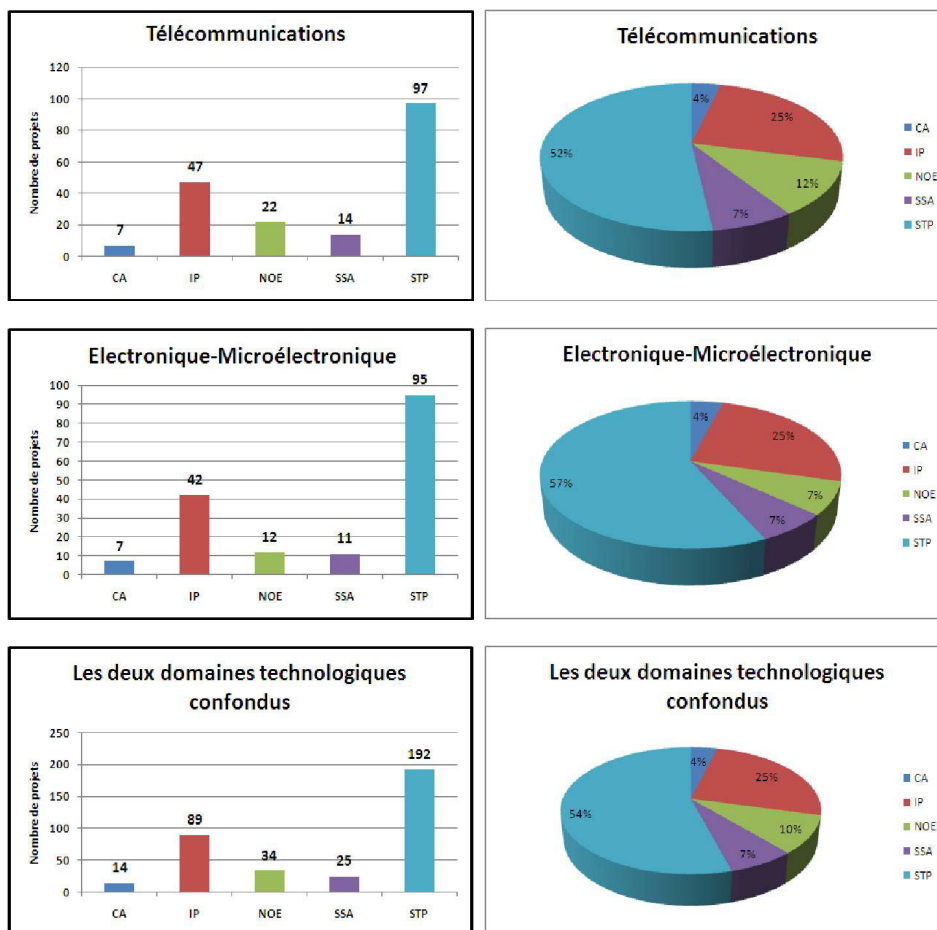 Télécommunications
Nombre de projets
120
100
80
60
40
20
0
7
47
22
14
97
CA IP NOE SSA STP
Télécommunications
4%
25%
12%
7%
52%
CA
IP
NOE
SSA
STP
Electronique-Microélectronique
Nombre de projets
100
90
80
70
60
50
40
30
20
10
0
7
42
12
11
95
CA IP NOE SSA STP
Electronique-Microélectronique
4%
25%
7%
7%
57%
CA
IP
NOE
SSA
STP
Les deux domaines technologiques
confondus
Nombre de projets
250
200
150
100
50
0
14
89
34
25
192
CA IP NOE SSA STP
Les deux domaines technologiques
confondus
4%
25%
10%
7%
54%
CA
IP
NOE
SSA
STP